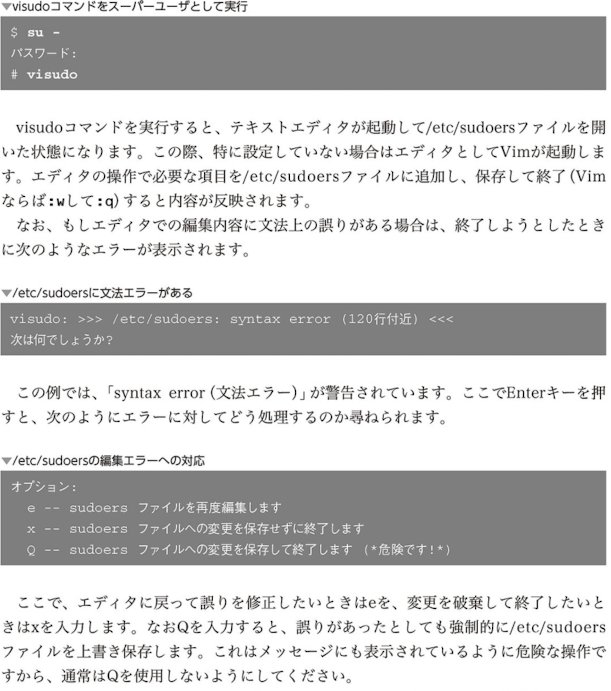 ▼visudoコマンドをスーパーユーザとして実行
$ su -
パスワード:
# visudo
visudoコマンドを実行すると、テキストエディタが起動して/etc/sudoersファイルを開
いた状態になります。この際、特に設定していない場合はエディタとしてVimが起動しま
す。エディタの操作で必要な項目を/etc/sudoersファイルに追加し、保存して終了（Vim
ならば:wして:q）すると内容が反映されます。
なお、もしエディタでの編集内容に文法上の誤りがある場合は、終了しようとしたとき
に次のようなエラーが表示されます。
▼/etc/sudoersに文法エラーがある
visudo: >>> /etc/sudoers: syntax error (120行付近) <<<
次は何でしょうか?
この例では、「syntax error（文法エラー）」が警告されています。ここでEnterキーを押
すと、次のようにエラーに対してどう処理するのか尋ねられます。
▼/etc/sudoersの編集エラーへの対応
オプション:
e -- sudoers ファイルを再度編集します
x -- sudoers ファイルへの変更を保存せずに終了します
Q -- sudoers ファイルへの変更を保存して終了します (*危険です!*)
ここで、エディタに戻って誤りを修正したいときはeを、変更を破棄して終了したいと
きはxを入力します。なおQを入力すると、誤りがあったとしても強制的に/etc/sudoers
ファイルを上書き保存します。これはメッセージにも表示されているように危険な操作で
すから、通常はQを使用しないようにしてください。